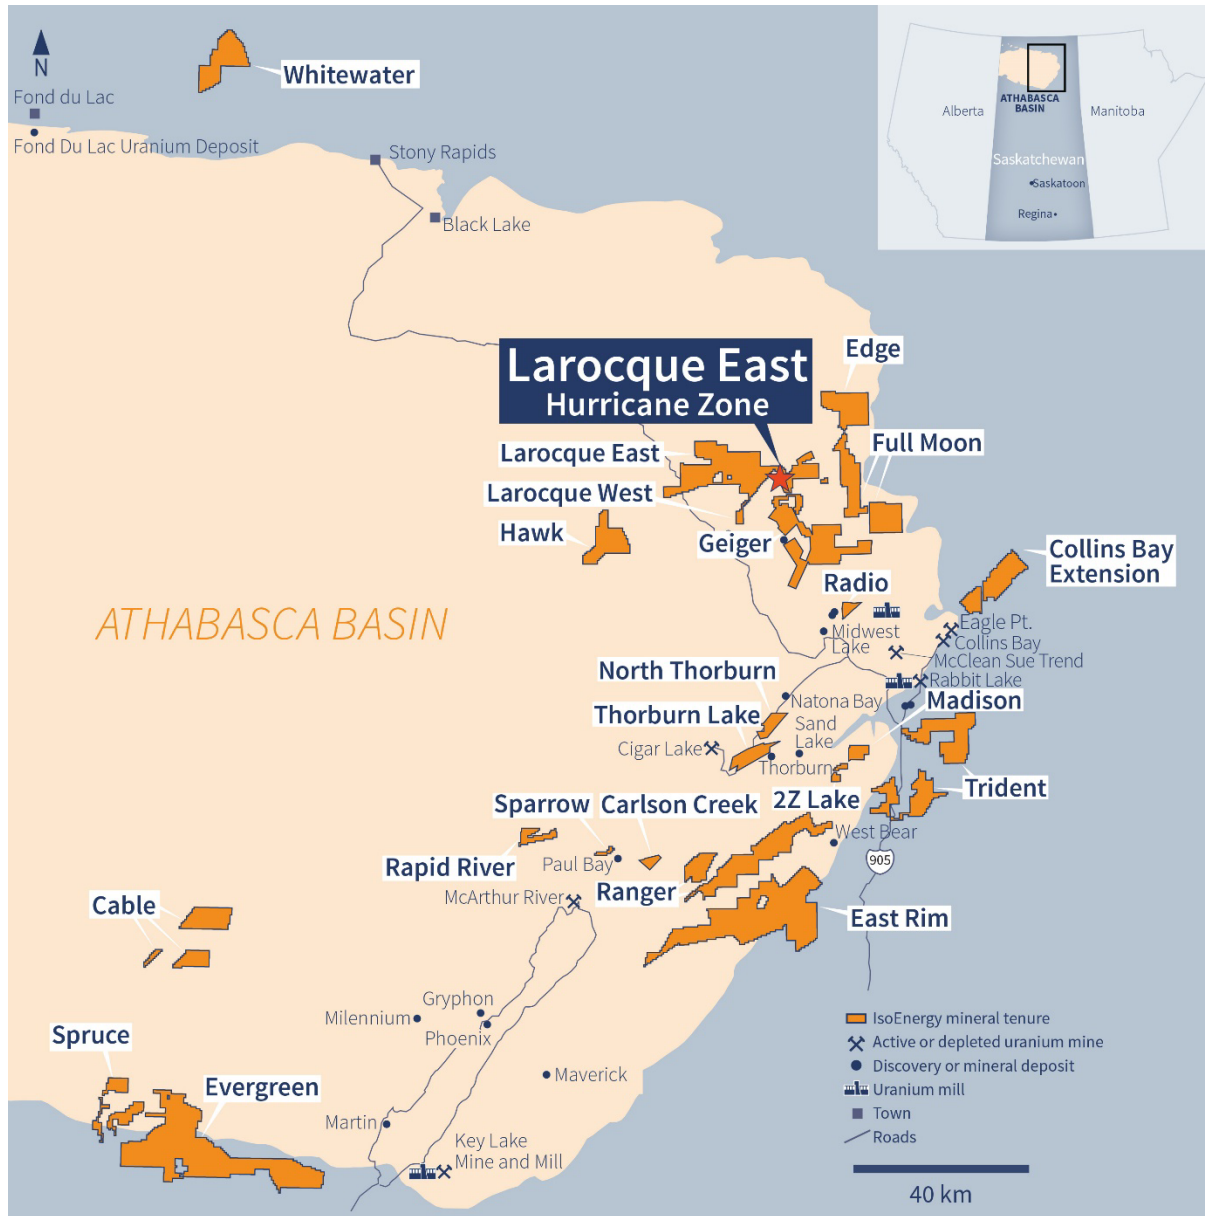 N
Whitewater
Fond du Lac
Fond Du Lac Uranium Deposit
Stony Rapids
Black Lake
Alberta
ATHABASCA
BASIN
Manitoba
Saskatchewan
Saskatoon
Regina
Edge
Larocque East
Hurricane Zone
Full Moon
Larocque East
Larocque West
Hawk
Geiger
Collins Bay
Extension
Radio
ATHABASCA BASIN
Midwest
Lake
Eagle Pt.
Collins Bay
McClean Sue Trend
Rabbit Lake
North Thorburn
Natona Bay
Madison
Thorburn Lake
Sand
Lake
Cigar Lake
Thorburn
Trident
2Z Lake
Sparrow
Carlson Creek
West Bear
Rapid River
Paul Bay
905
Ranger
McArthur River
Cable
East Rim
Gryphon
Milennium
Phoenix
Spruce
Maverick
Evergreen
Martin
Key Lake
Mine and Mill
IsoEnergy mineral tenure
Active or depleted uranium mine
Discovery or mineral deposit
Uranium mill
Town
Roads
40 km